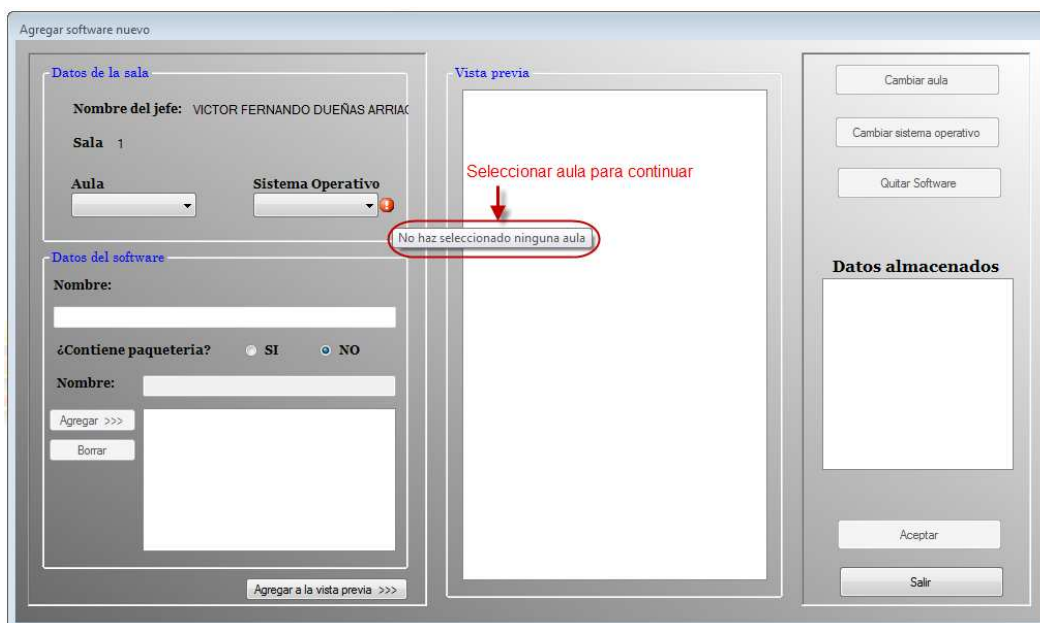 Agregar software nuevo
Datos de la sala
Nombre del jefe: VICTOR FERNANDO DUEÑAS ARRIAG
Sala 1
Aula
Sistema Operativo
Datos del software
Nombre:
¿Contiene paqueteria? SI NO
Nombre:
Agregar >>>
Borrar
Agregar a la vista previa >>>
Vista previa
Seleccionar aula para continuar
No haz seleccionado ninguna aula
Cambiar aula
Cambiar sistema operativo
Quitar Software
Datos almacenados
Aceptar
Salir